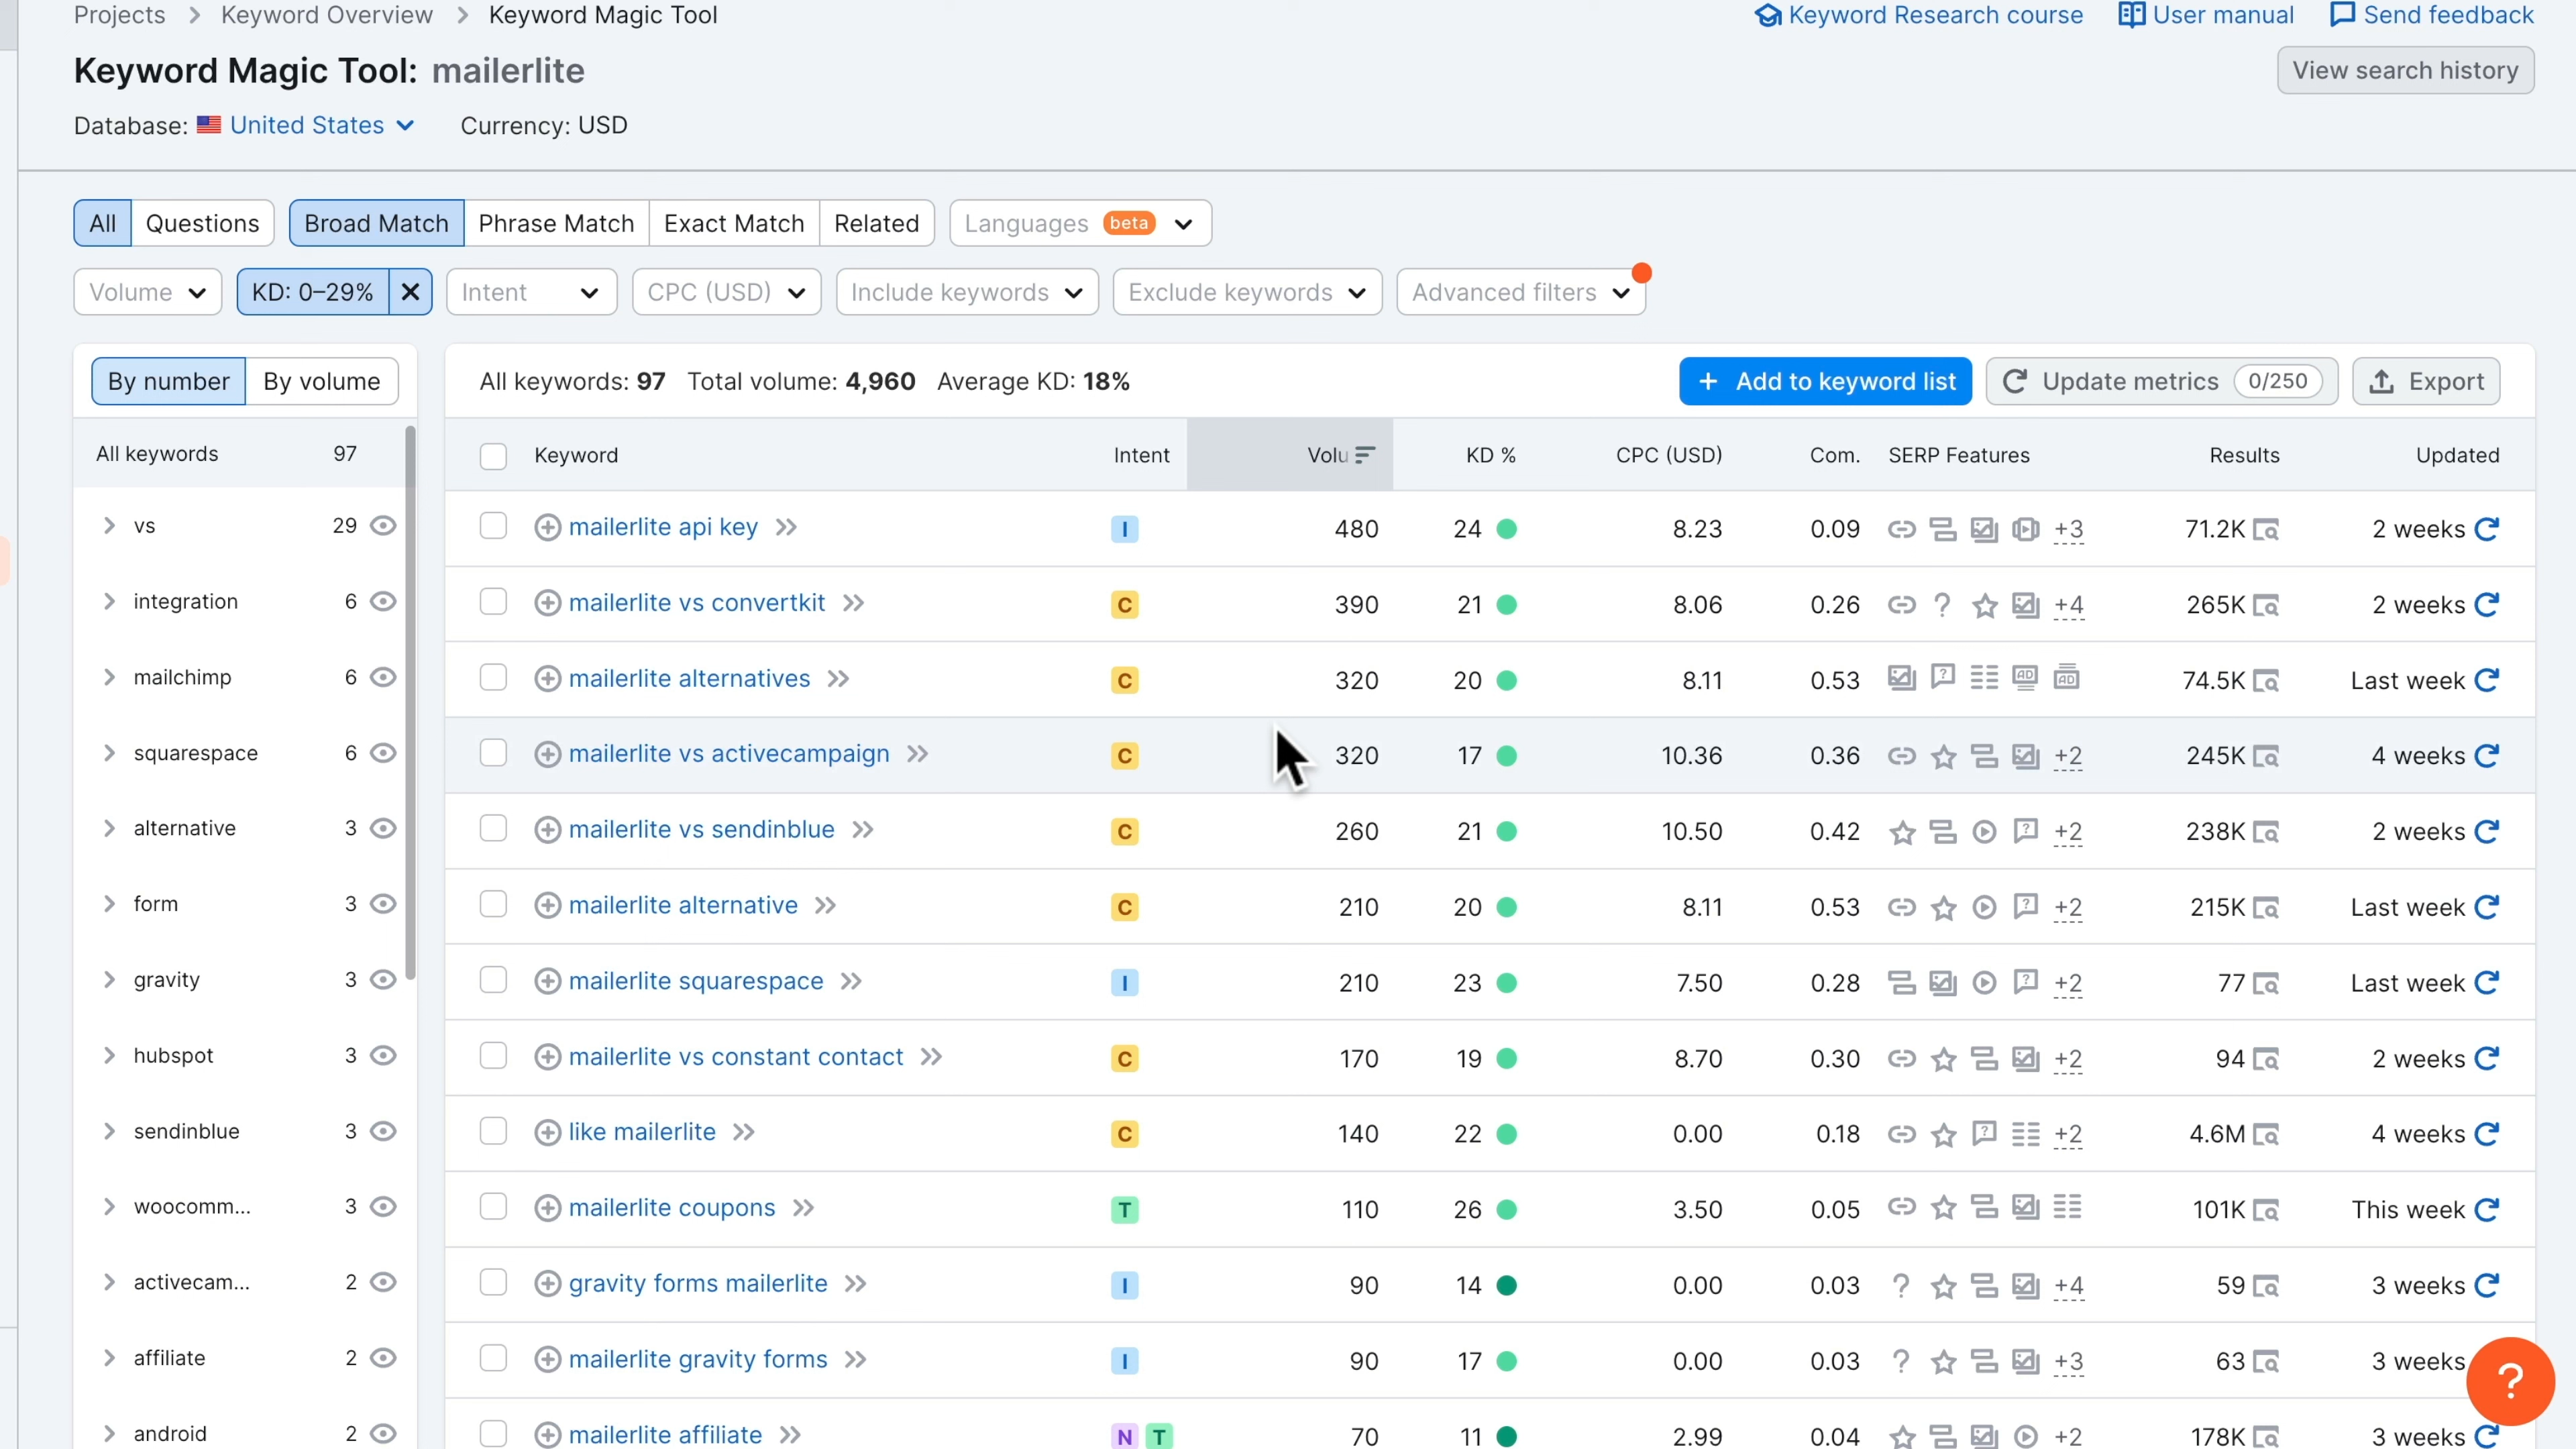 Projects > Keyword Overview > Keyword Magic Tool Keyword Research course User manual Send feedback
Keyword Magic Tool: mailerlite View search history
Database: United States Currency: USD
All Questions Broad Match Phrase Match Exact Match Related Languages beta
Volume KD: 0–29% Intent CPC (USD) Include keywords Exclude keywords Advanced filters
By number By volume All keywords: 97 Total volume: 4,960 Average KD: 18% + Add to keyword list Update metrics 0/250 Export
All keywords 97 Keyword Intent Volu KD % CPC (USD) Com. SERP Features Results Updated
vs 29 mailerlite api key I 480 24 8.23 0.09 +3 71.2K 2 weeks
integration 6 mailerlite vs convertkit C 390 21 8.06 0.26 +4 265K 2 weeks
mailchimp 6 mailerlite alternatives C 320 20 8.11 0.53 AD AD 74.5K Last week
squarespace 6 mailerlite vs activecampaign C 320 17 10.36 0.36 +2 245K 4 weeks
alternative 3 mailerlite vs sendinblue C 260 21 10.50 0.42 +2 238K 2 weeks
form 3 mailerlite alternative C 210 20 8.11 0.53 +2 215K Last week
gravity 3 mailerlite squarespace I 210 23 7.50 0.28 +2 77 Last week
hubspot 3 mailerlite vs constant contact C 170 19 8.70 0.30 +2 94 2 weeks
sendinblue 3 like mailerlite C 140 22 0.00 0.18 +2 4.6M 4 weeks
woocomm... 3 mailerlite coupons T 110 26 3.50 0.05 101K This week
activecam... 2 gravity forms mailerlite I 90 14 0.00 0.03 +4 59 3 weeks
affiliate 2 mailerlite gravity forms I 90 17 0.00 0.03 +3 63 3 weeks
android 2 mailerlite affiliate N T 70 11 2.99 0.04 +2 178K 3 weeks
?